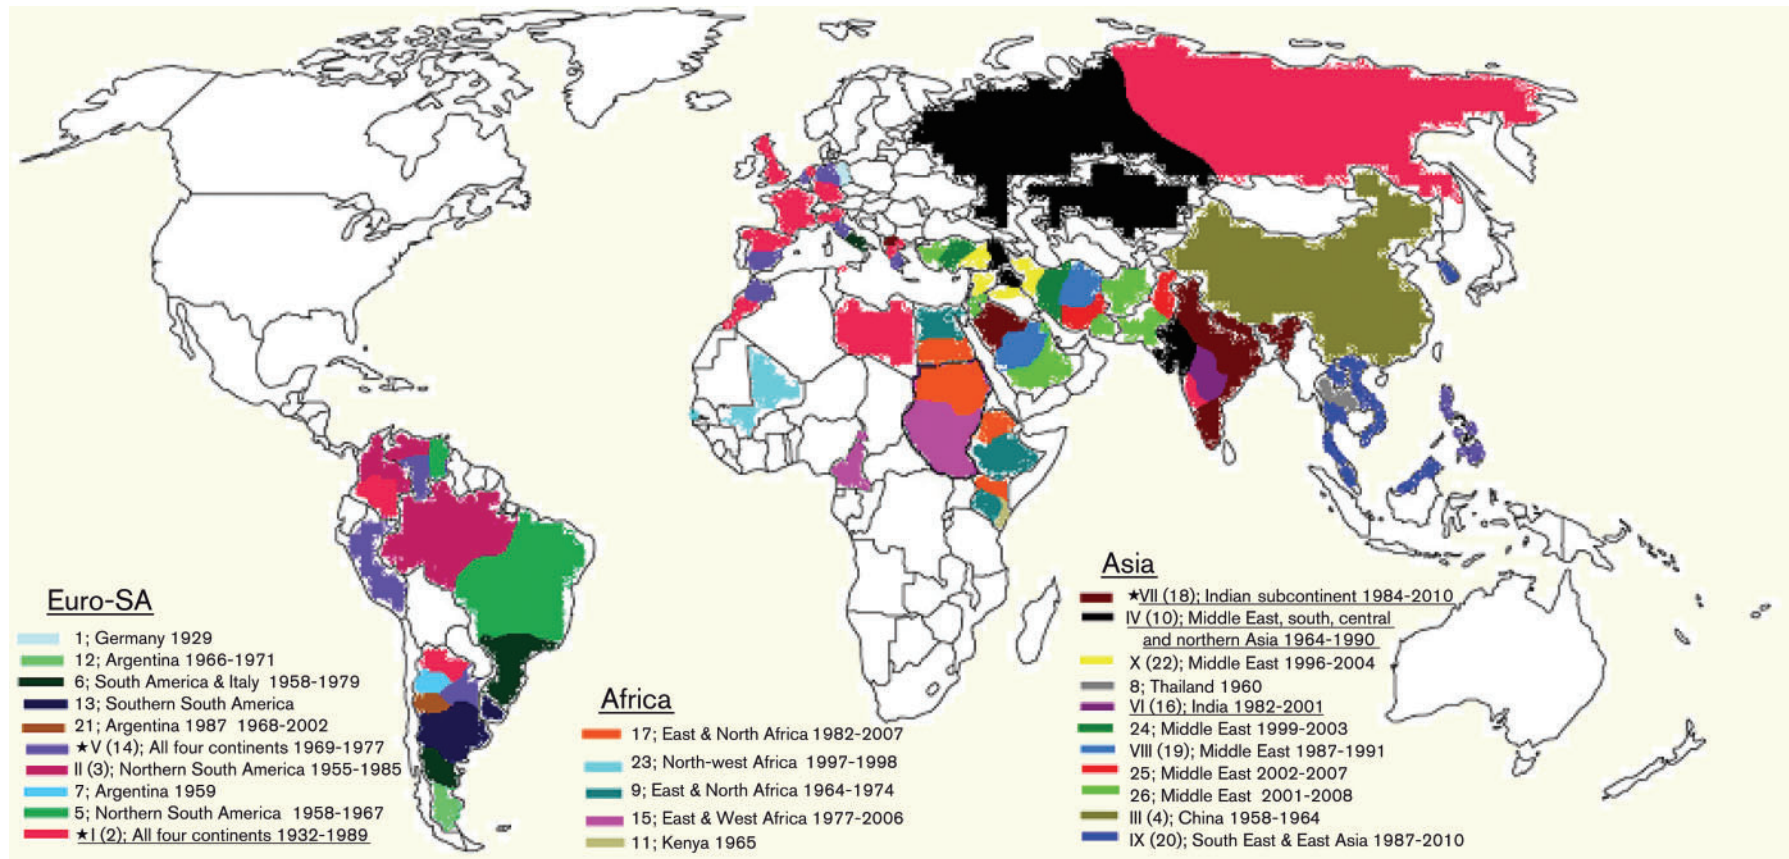 Euro-SA
1; Germany 1929
12; Argentina 1966-1971
6; South America & Italy 1958-1979
13; Southern South America
21; Argentina 1987 1968-2002
★V (14); All four continents 1969-1977
II (3); Northern South America 1955-1985
7; Argentina 1959
5; Northern South America 1958-1967
★I (2); All four continents 1932-1989
Africa
17; East & North Africa 1982-2007
23; North-west Africa 1997-1998
9; East & North Africa 1964-1974
15; East & West Africa 1977-2006
11; Kenya 1965
Asia
★VII (18); Indian subcontinent 1984-2010
IV (10); Middle East, south, central
and northern Asia 1964-1990
X (22); Middle East 1996-2004
8; Thailand 1960
VI (16); India 1982-2001
24; Middle East 1999-2003
VIII (19); Middle East 1987-1991
25; Middle East 2002-2007
26; Middle East 2001-2008
III (4); China 1958-1964
IX (20); South East & East Asia 1987-2010